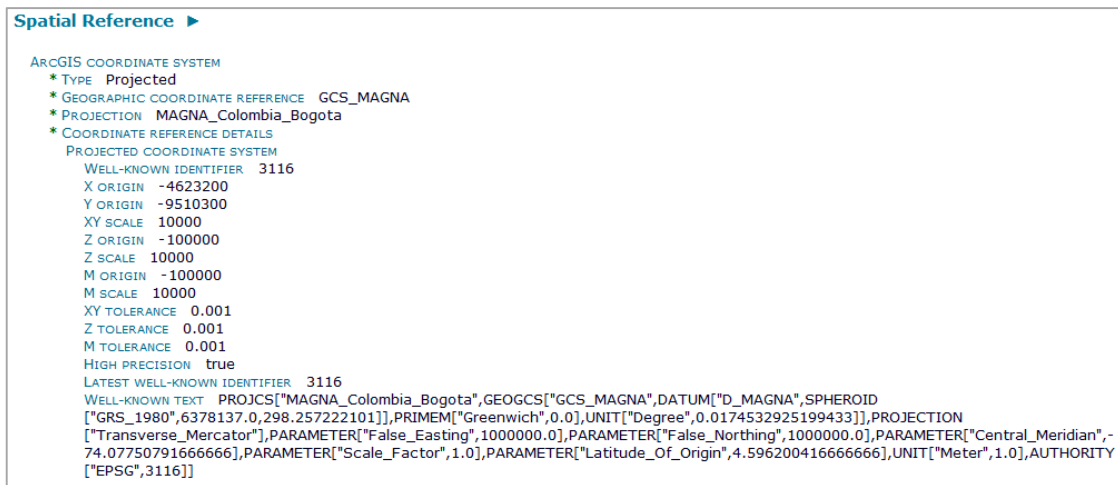 Spatial Reference ►
ArcGIS coordinate system
* Type Projected
* Geographic coordinate reference GCS_MAGNA
* Projection MAGNA_Colombia_Bogota
* Coordinate reference details
Projected coordinate system
Well-known identifier 3116
X origin -4623200
Y origin -9510300
XY scale 10000
Z origin -100000
Z scale 10000
M origin -100000
M scale 10000
XY tolerance 0.001
Z tolerance 0.001
M tolerance 0.001
High precision true
Latest well-known identifier 3116
Well-known text PROJCS["MAGNA_Colombia_Bogota",GEOGCS["GCS_MAGNA",DATUM["D_MAGNA",SPHEROID
["GRS_1980",6378137.0,298.257222101]],PRIMEM["Greenwich",0.0],UNIT["Degree",0.0174532925199433]],PROJECTION
["Transverse_Mercator"],PARAMETER["False_Easting",1000000.0],PARAMETER["False_Northing",1000000.0],PARAMETER["Central_Meridian",-
74.07750791666666],PARAMETER["Scale_Factor",1.0],PARAMETER["Latitude_Of_Origin",4.596200416666666],UNIT["Meter",1.0],AUTHORITY
["EPSG",3116]]